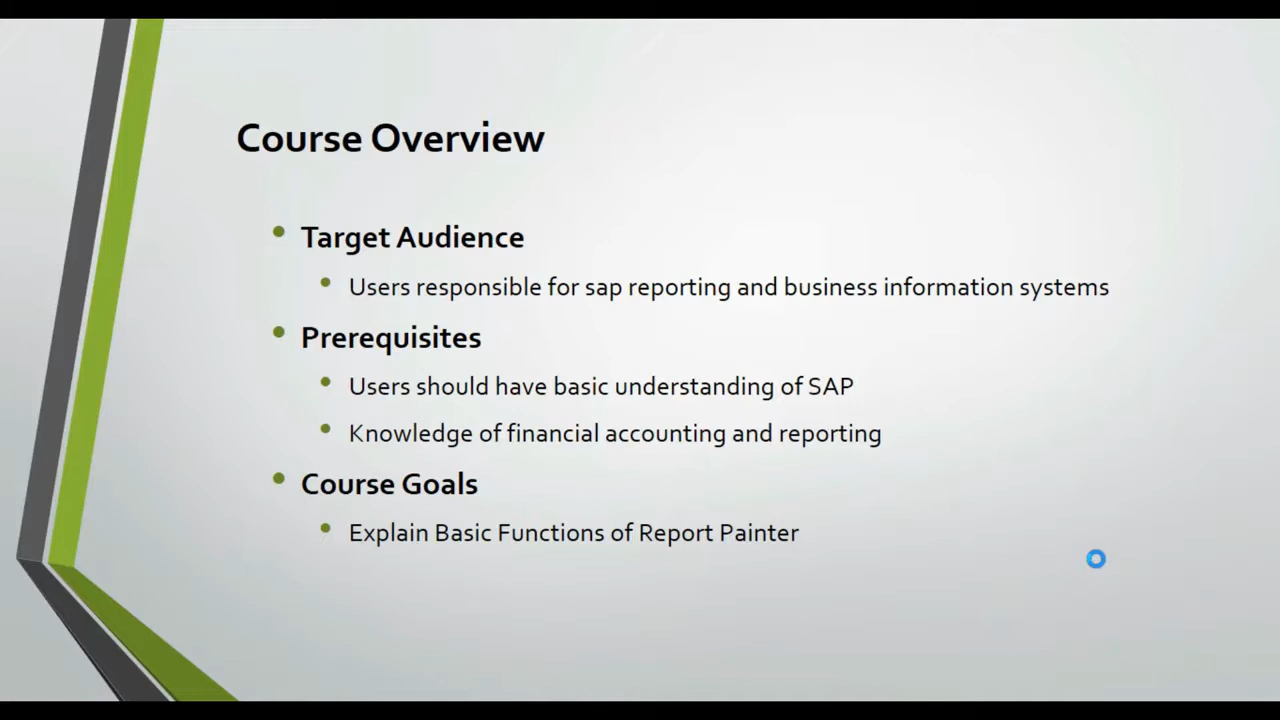 Course Overview
Target Audience
Users responsible for sap reporting and business information systems
Prerequisites
Users should have basic understanding of SAP
Knowledge of financial accounting and reporting
Course Goals
Explain Basic Functions of Report Painter